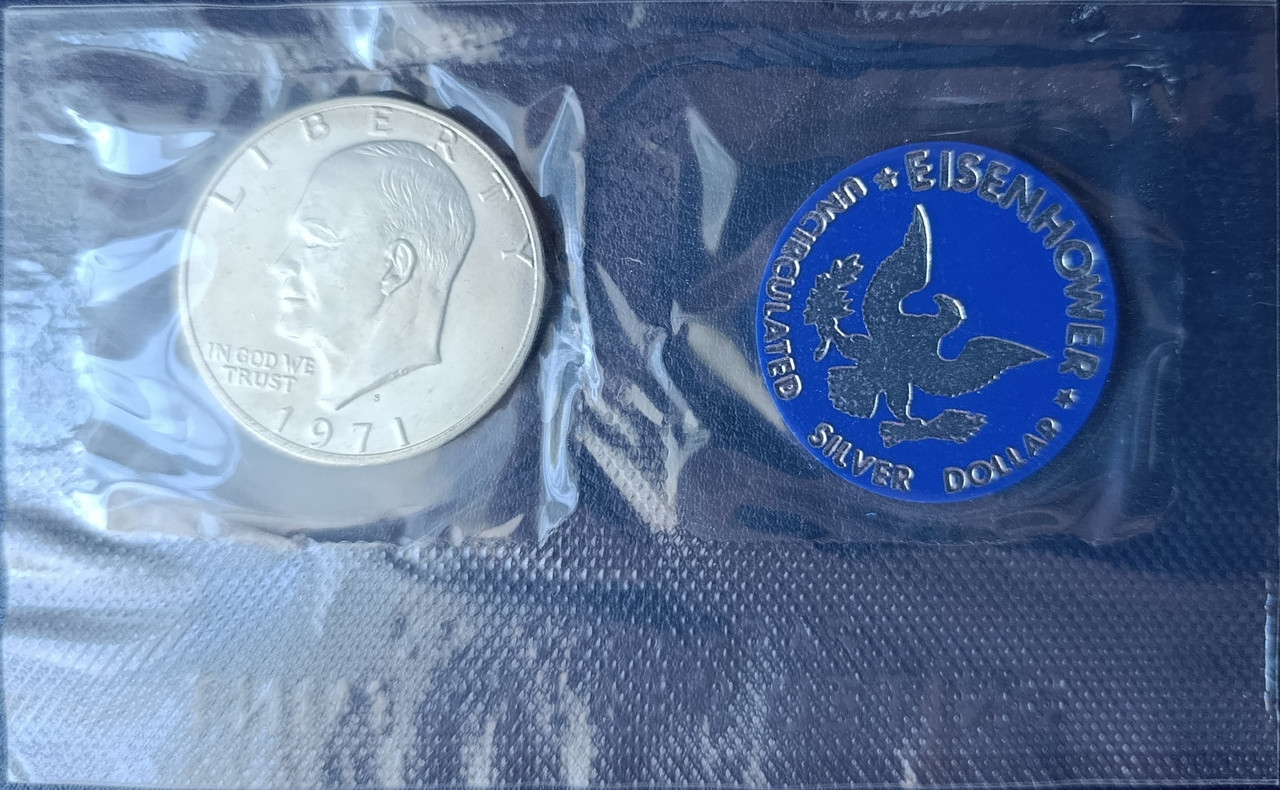 LIBERTY
IN GOD WE
TRUST
S
1971
★ EISENHOWER ★
UNCIRCULATED
SILVER DOLLAR